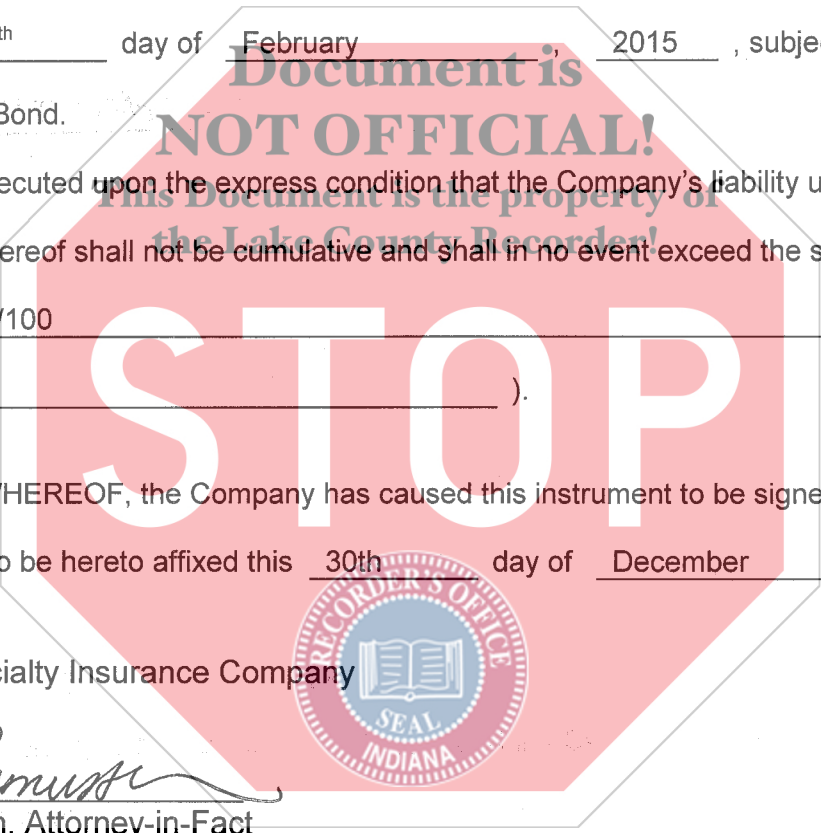 th day of February , 2015 , subje
Document is
Bond.
NOT OFFICIAL!
ecuted upon the express condition that the Company's liability u
This Document is the property of
ereof shall not be cumulative and shall in no event exceed the s
the Lake County Recorder!
/100
STOP
).
HEREOF, the Company has caused this instrument to be signe
o be hereto affixed this 30th day of December
RECORDER'S OFFICE
cialty Insurance Company
SEAL
INDIANA
n, Attorney-in-Fact